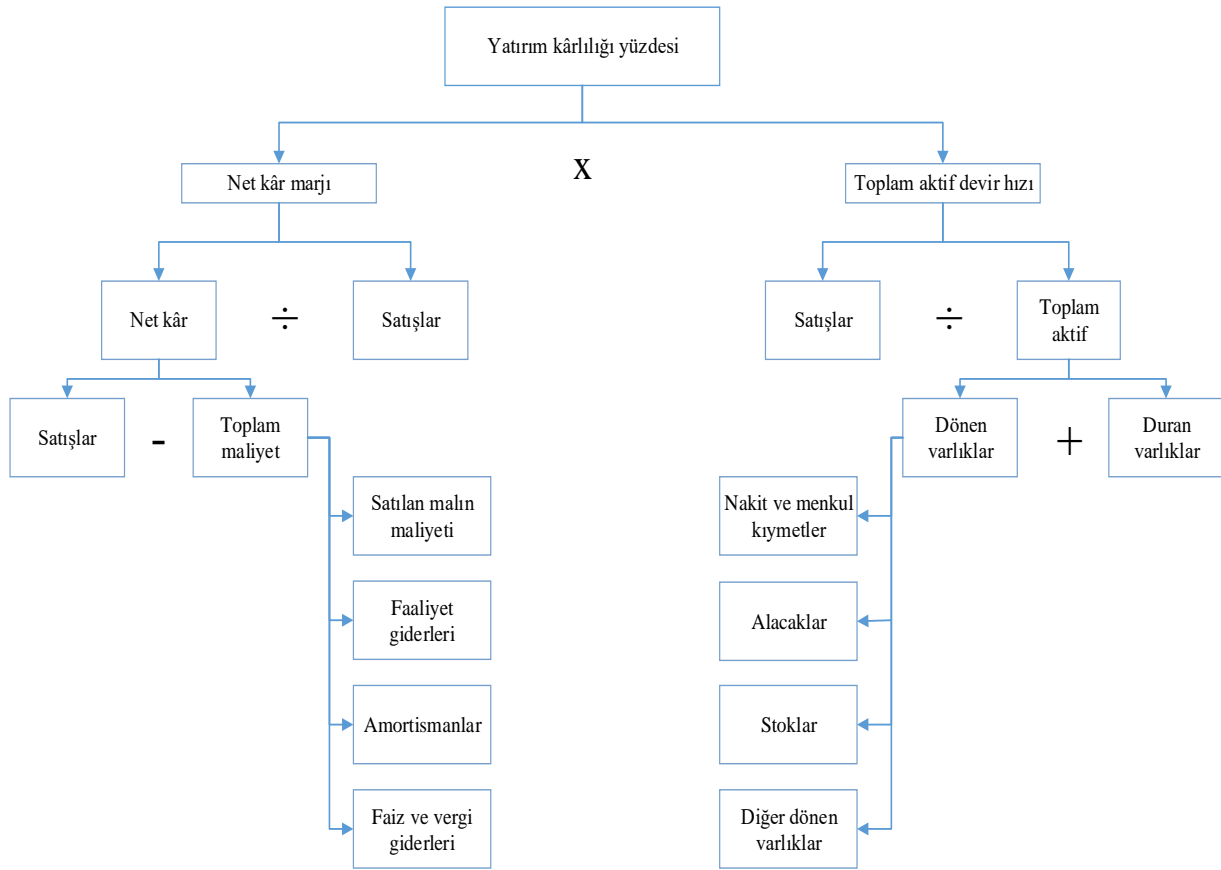 Yatırım kârlılığı yüzdesi
Net kâr marjı
X
Toplam aktif devir hızı
Net kâr
÷
Satışlar
Satışlar
÷
Toplam
aktif
Satışlar
-
Toplam
maliyet
Dönen
varlıklar
+
Duran
varlıklar
Satılan malın
maliyeti
Nakit ve menkul
kıymetler
Faaliyet
giderleri
Alacaklar
Amortismanlar
Stoklar
Faiz ve vergi
giderleri
Diğer dönen
varlıklar